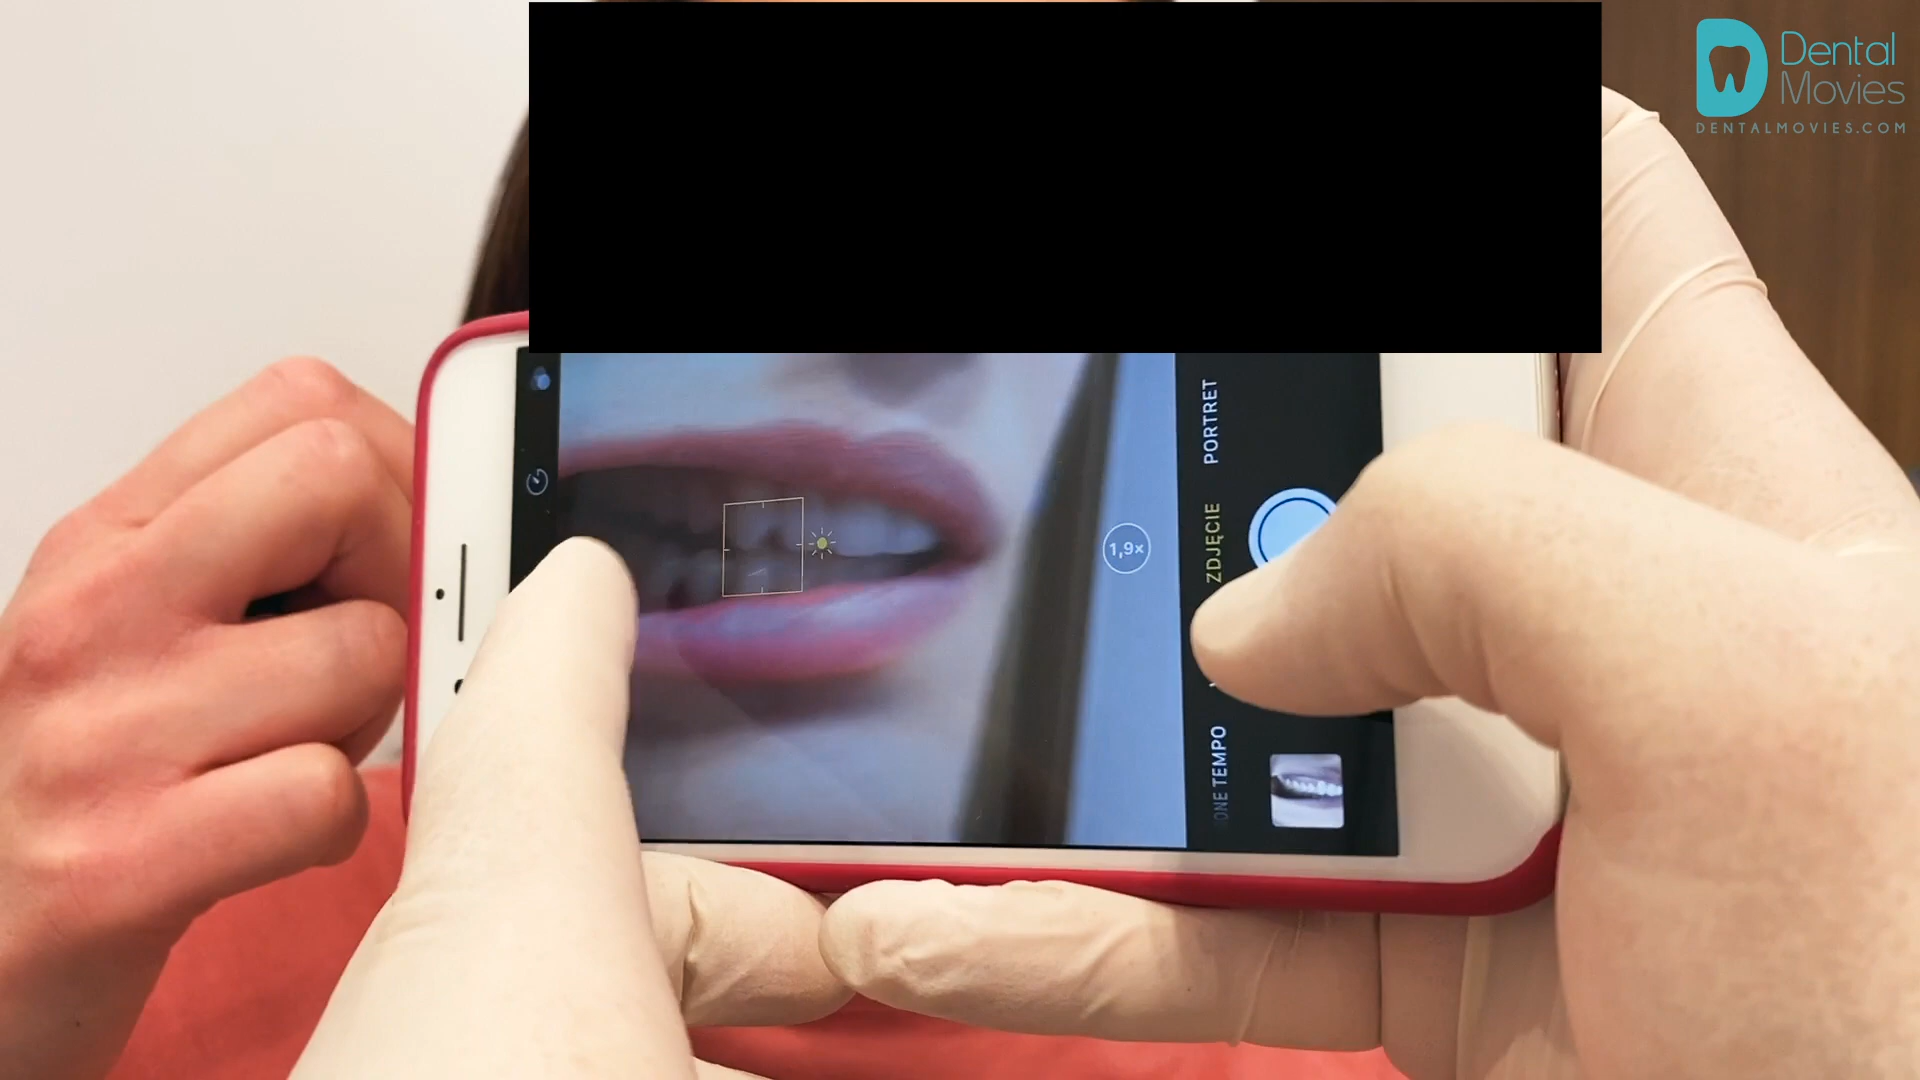 Dental
Movies
DENTALMOVIES.COM
PORTRET
ZDJĘCIE
1,9×
TEMPO